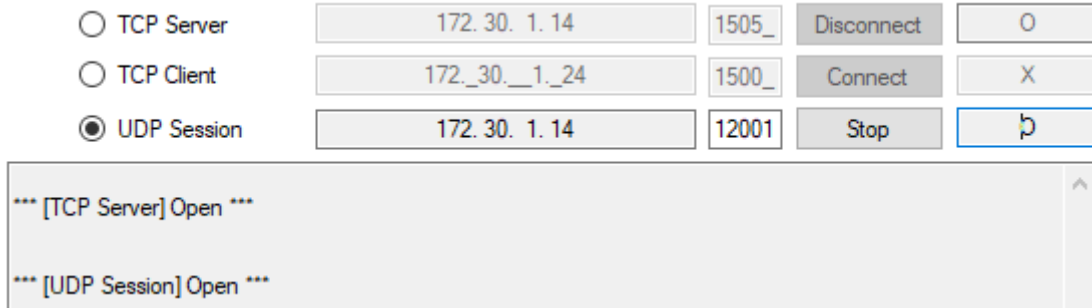 TCP Server 172. 30. 1. 14 1505_ Disconnect O
TCP Client 172._30.__1._24 1500_ Connect X
UDP Session 172. 30. 1. 14 12001 Stop
*** [TCP Server] Open ***
*** [UDP Session] Open ***